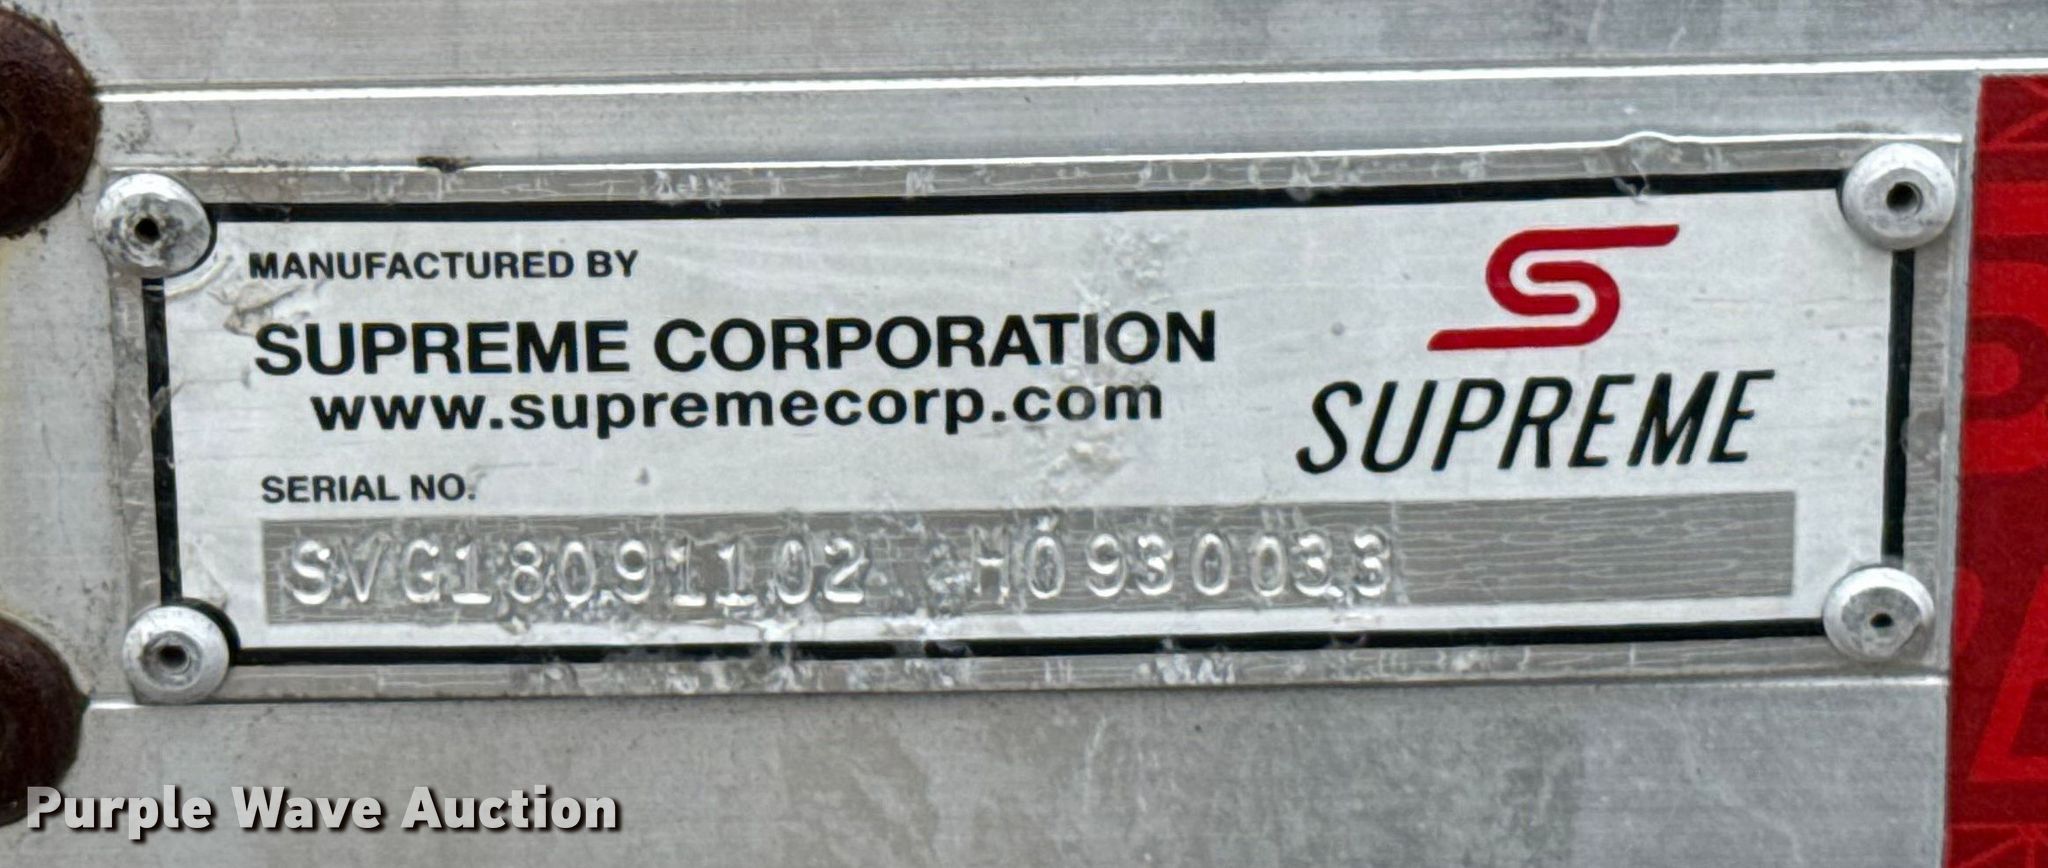 MANUFACTURED BY
SUPREME CORPORATION
www.supremecorp.com
SUPREME
SERIAL NO.
SVG18091102 H0930033
Purple Wave Auction